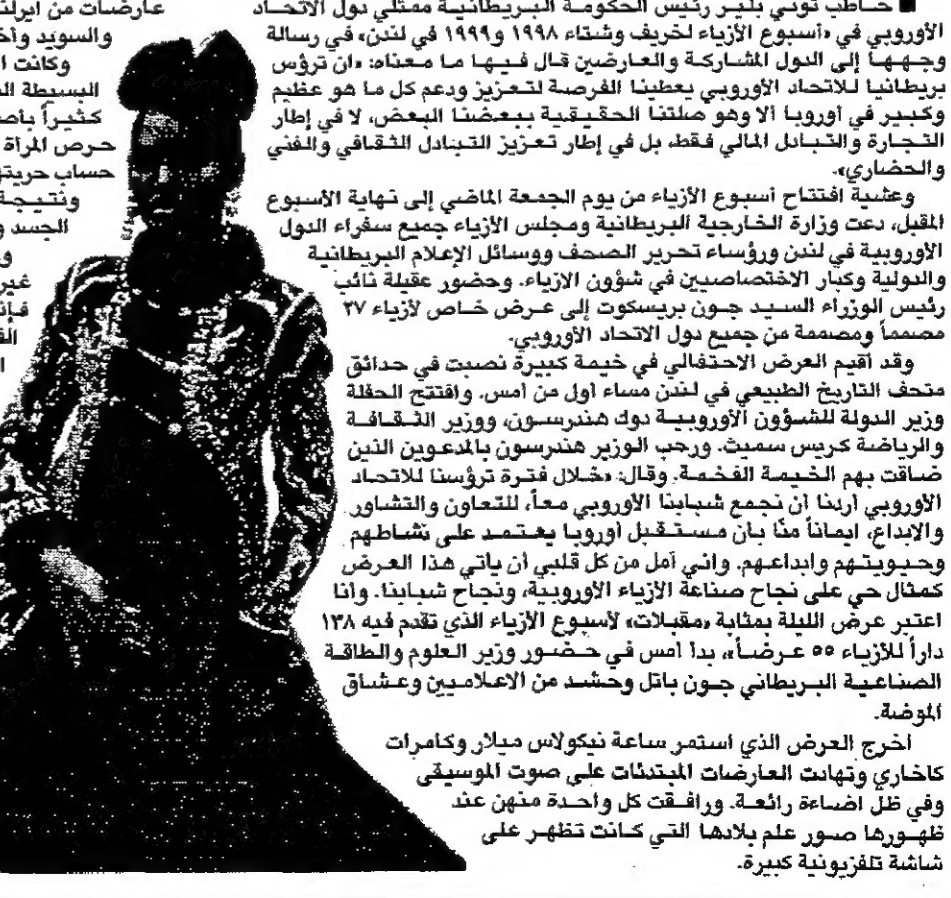 ■ خاطب توني بلير رئيس الحكومة البريطانية ممثلي دول الاتحاد
الأوروبي في «أسبوع الأزياء لخريف وشتاء ١٩٩٨ و١٩٩٩ في لندن» في رسالة
وجهها إلى الدول المشاركة والعارضين قال فيها ما معناه: «ان ترؤس
بريطانيا للاتحاد الأوروبي يعطينا الفرصة لتعزيز ودعم كل ما هو عظيم
وكبير في أوروبا ألا وهو صلتنا الحقيقية ببعضنا البعض، لا في إطار
التجارة والتبادل المالي فقط، بل في إطار تعزيز التبادل الثقافي والفني
والحضاري».
وعشية افتتاح أسبوع الأزياء من يوم الجمعة الماضي إلى نهاية الأسبوع
المقبل، دعت وزارة الخارجية البريطانية ومجلس الأزياء جميع سفراء الدول
الأوروبية في لندن ورؤساء تحرير الصحف ووسائل الإعلام البريطانية
والدولية وكبار الاختصاصيين في شؤون الازياء. وحضور عقيلة نائب
رئيس الوزراء السيد جون بريسكوت إلى عرض خاص لأزياء ٢٧
مصمماً ومصممة من جميع دول الاتحاد الأوروبي.
وقد أقيم العرض الاحتفالي في خيمة كبيرة نصبت في حدائق
متحف التاريخ الطبيعي في لندن مساء أول من أمس. وافتتح الحفلة
وزير الدولة للشؤون الأوروبية دوك هندرسون، ووزير الثقافة
والرياضة كريس سميث. ورحب الوزير هندرسون بالمدعوين الذين
ضاقت بهم الخيمة الفخمة. وقال: «خلال فترة ترؤسنا للاتحاد
الأوروبي أردنا أن نجمع شبابنا الأوروبي معاً، للتعاون والتشاور
والابداع، ايماناً منا بأن مستقبل أوروبا يعتمد على نشاطهم
وحيويتهم وابداعهم. وانني آمل من كل قلبي أن يأتي هذا العرض
كمثال حي على نجاح صناعة الأزياء الأوروبية، ونجاح شبابنا. وأنا
اعتبر عرض الليلة بمثابة «مقبلات» لأسبوع الأزياء الذي تقدم فيه ١٣٨
داراً للأزياء ٥٥ عرضاً»، بدأ أمس في حضور وزير العلوم والطاقة
الصناعية البريطاني جون باتل وحشد من الاعلاميين وعشاق
الموضة.
اخرج العرض الذي استمر ساعة نيكولاس ميلار وكامرات
كاخاري وتهادت العارضات المبتدئات على صوت الموسيقى
وفي ظل اضاءة رائعة. ورافقت كل واحدة منهن عند
ظهورها صور علم بلادها التي كانت تظهر على
شاشة تلفزيونية كبيرة.
عارضات من ايرلن
والسويد وأخ
وكانت ا
البسيطة ال
كثيراً بأص
حرص المرأة
حساب حريته
ونتيجة
الجسد و
و
غير
فإن
الق
ا